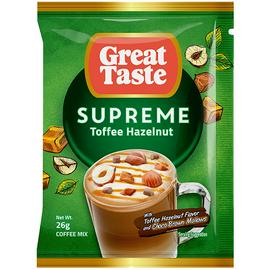 Great
Taste
SUPREME
Toffee Hazelnut
with
Toffee Hazelnut Flavor
and Choco Brown Mallows
Net Wt.
26g
COFFEE MIX